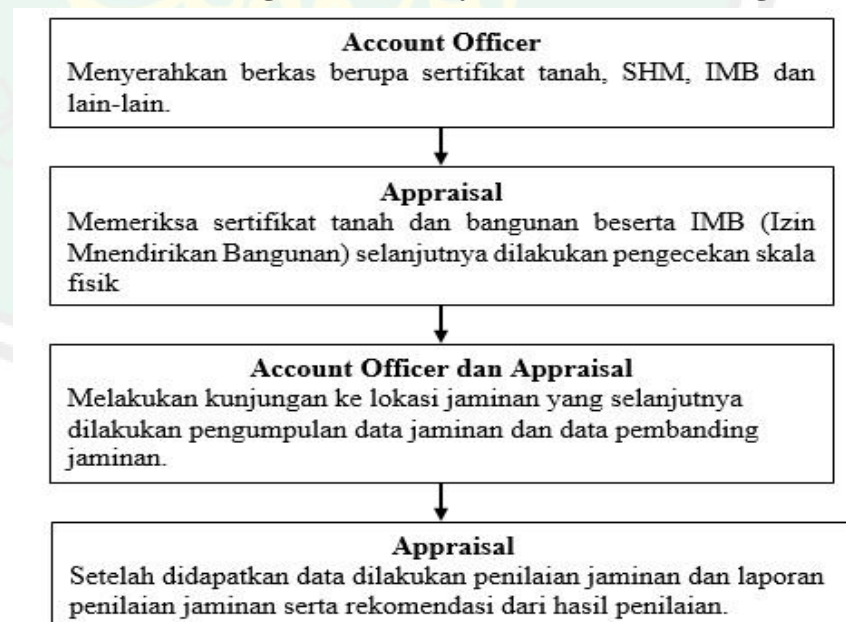 Account Officer
Menyerahkan berkas berupa sertifikat tanah, SHM, IMB dan
lain-lain.
Appraisal
Memeriksa sertifikat tanah dan bangunan beserta IMB (Izin
Mnendirikan Bangunan) selanjutnya dilakukan pengecekan skala
fisik
Account Officer dan Appraisal
Melakukan kunjungan ke lokasi jaminan yang selanjutnya
dilakukan pengumpulan data jaminan dan data pembanding
jaminan.
Appraisal
Setelah didapatkan data dilakukan penilaian jaminan dan laporan
penilaian jaminan serta rekomendasi dari hasil penilaian.